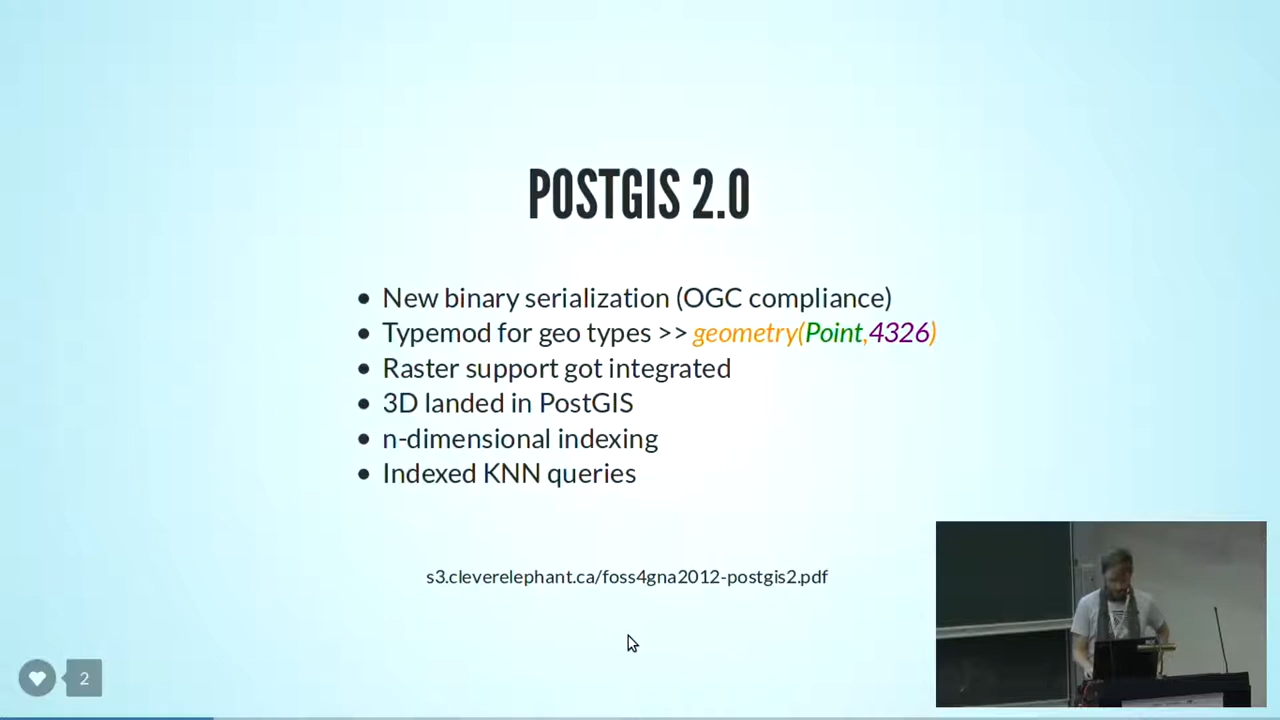 POSTGIS 2.0
New binary serialization (OGC compliance)
Typemod for geo types >> geometry(Point,4326)
Raster support got integrated
3D landed in PostGIS
n-dimensional indexing
Indexed KNN queries
s3.cleverelephant.ca/foss4gna2012-postgis2.pdf
2